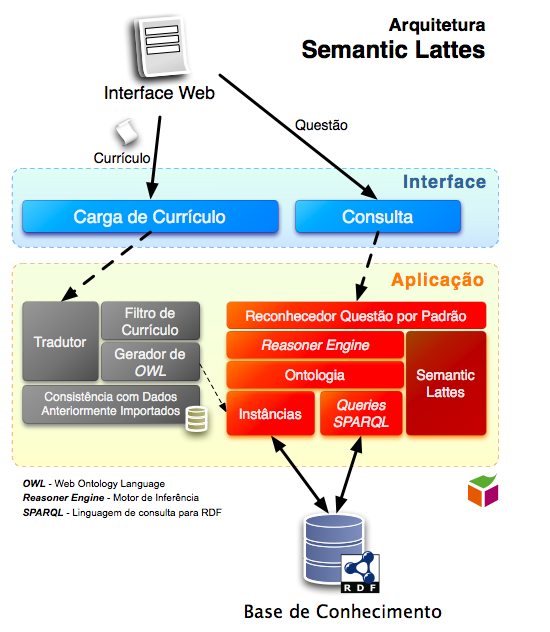 Arquitetura
Semantic Lattes
Interface Web
Questão
Currículo
Interface
Carga de Currículo
Consulta
Aplicação
Tradutor
Filtro de
Currículo
Gerador de
OWL
Consistência com Dados
Anteriormente Importados
Reconhecedor Questão por Padrão
Reasoner Engine
Ontologia
Instâncias
Queries
SPARQL
Semantic
Lattes
OWL - Web Ontology Language
Reasoner Engine - Motor de Inferência
SPARQL - Linguagem de consulta para RDF
RDF
Base de Conhecimento